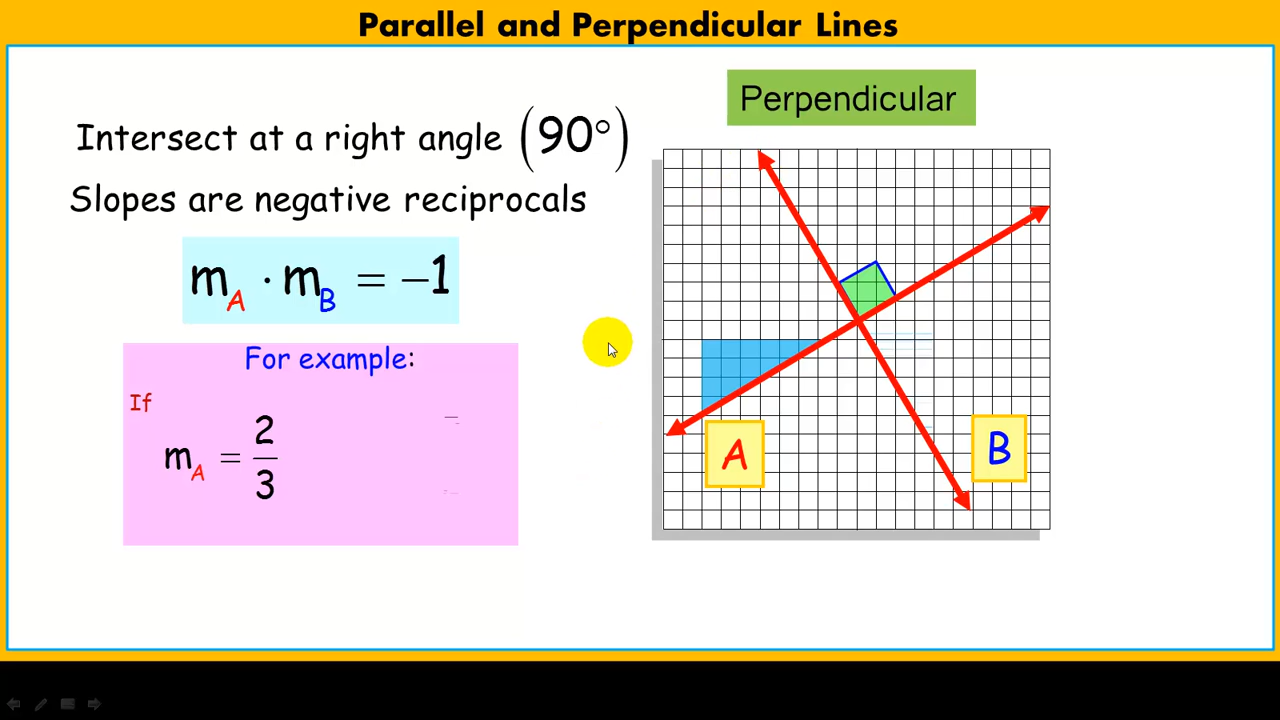 Parallel and Perpendicular Lines
Intersect at a right angle (90°)
Slopes are negative reciprocals
m_A · m_B = −1
For example:
If
m_A = 2/3
Perpendicular
A
B